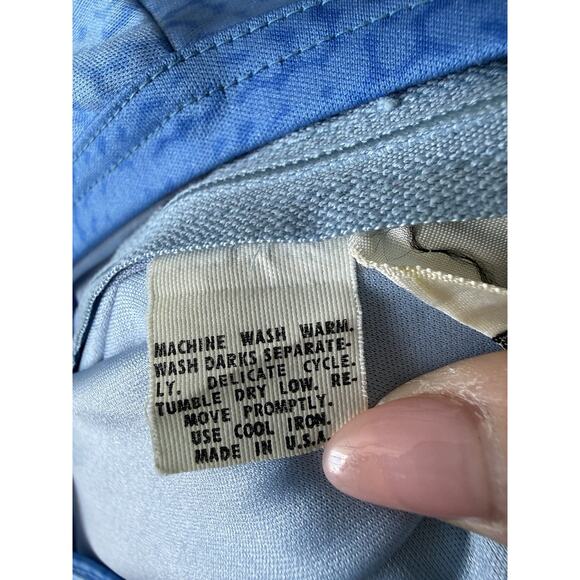 MACHINE WASH WARM.
WASH DARKS SEPARATE-
LY. DELICATE CYCLE.
TUMBLE DRY LOW. RE-
MOVE PROMPTLY.
USE COOL IRON.
MADE IN U.S.A.